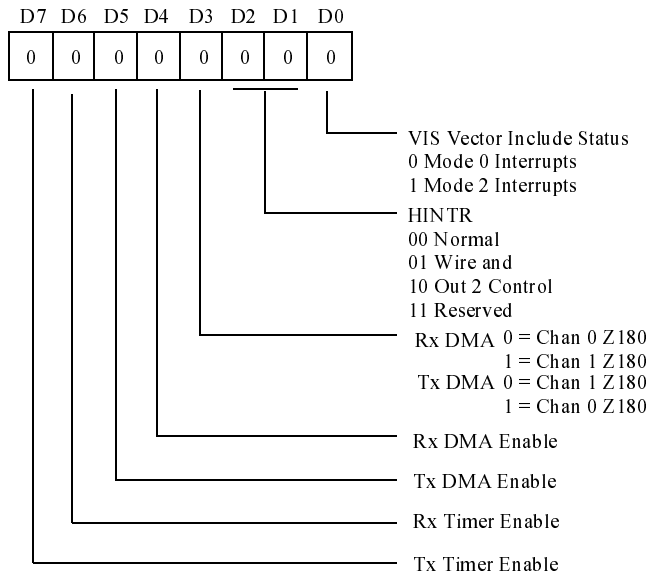 D7 D6 D5 D4 D3 D2 D1 D0
0 0 0 0 0 0 0 0
VIS Vector Include Status
0 Mode 0 Interrupts
1 Mode 2 Interrupts
HINTR
00 Normal
01 Wire and
10 Out 2 Control
11 Reserved
Rx DMA 0 = Chan 0 Z180
1 = Chan 1 Z180
Tx DMA 0 = Chan 1 Z180
1 = Chan 0 Z180
Rx DMA Enable
Tx DMA Enable
Rx Timer Enable
Tx Timer Enable